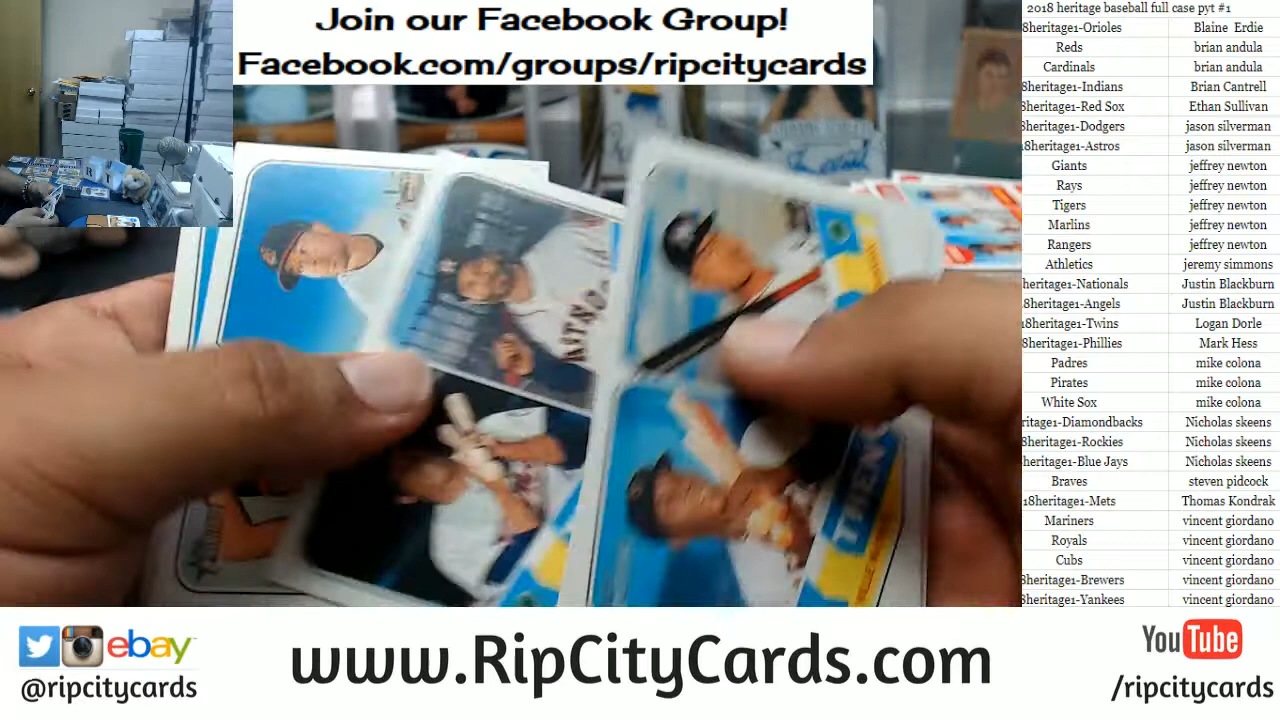 Join our Facebook Group!
Facebook.com/groups/ripcitycards
2018 heritage baseball full case pyt #1
8heritage1-Orioles Blaine Erdie
Reds brian andula
Cardinals brian andula
8heritage1-Indians Brian Cantrell
8heritage1-Red Sox Ethan Sullivan
8heritage1-Dodgers jason silverman
8heritage1-Astros jason silverman
Giants jeffrey newton
Rays jeffrey newton
Tigers jeffrey newton
Marlins jeffrey newton
Rangers jeffrey newton
Athletics jeremy simmons
heritage1-Nationals Justin Blackburn
8heritage1-Angels Justin Blackburn
8heritage1-Twins Logan Dorle
8heritage1-Phillies Mark Hess
Padres mike colona
Pirates mike colona
White Sox mike colona
ritage1-Diamondbacks Nicholas skeens
heritage1-Rockies Nicholas skeens
heritage1-Blue Jays Nicholas skeens
Braves steven pidcock
18heritage1-Mets Thomas Kondrak
Mariners vincent giordano
Royals vincent giordano
Cubs vincent giordano
8heritage1-Brewers vincent giordano
8heritage1-Yankees vincent giordano
ebay
@ripcitycards
www.RipCityCards.com
YouTube
/ripcitycards